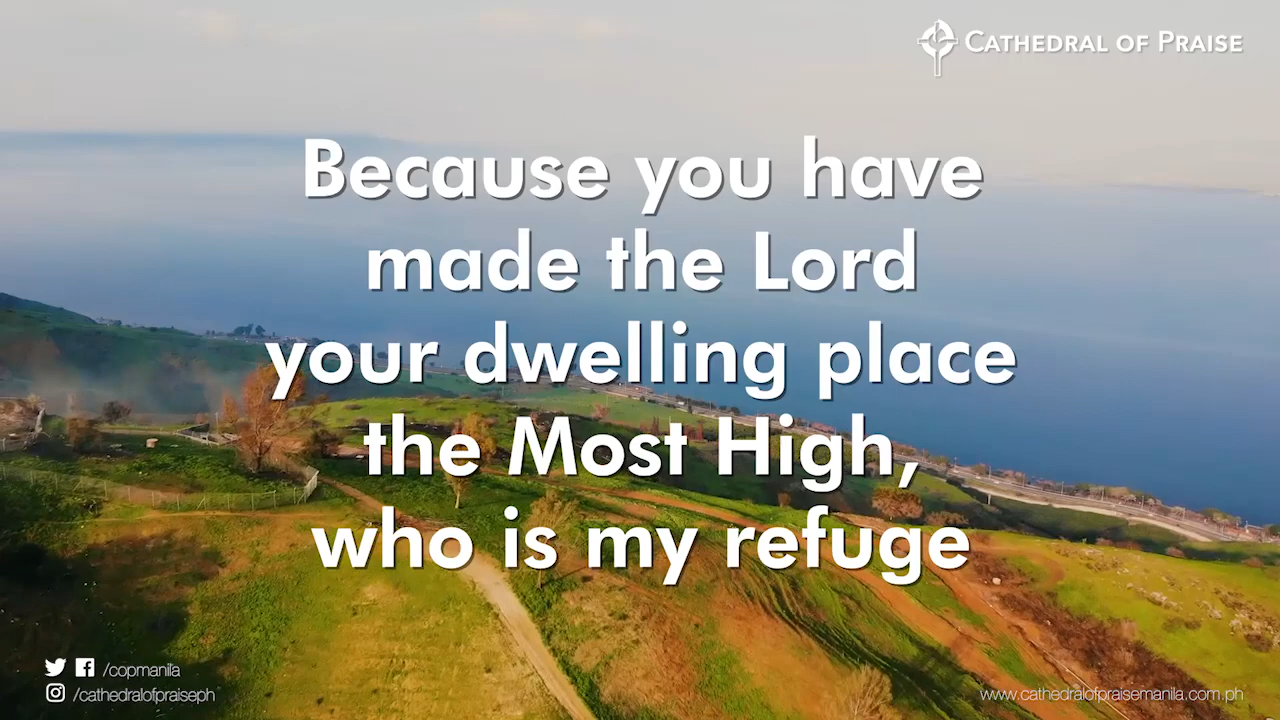 CATHEDRAL OF PRAISE
Because you have
made the Lord
your dwelling place
the Most High,
who is my refuge
/copmanila
/cathedralofpraiseph
www.cathedralofpraisemanila.com.ph